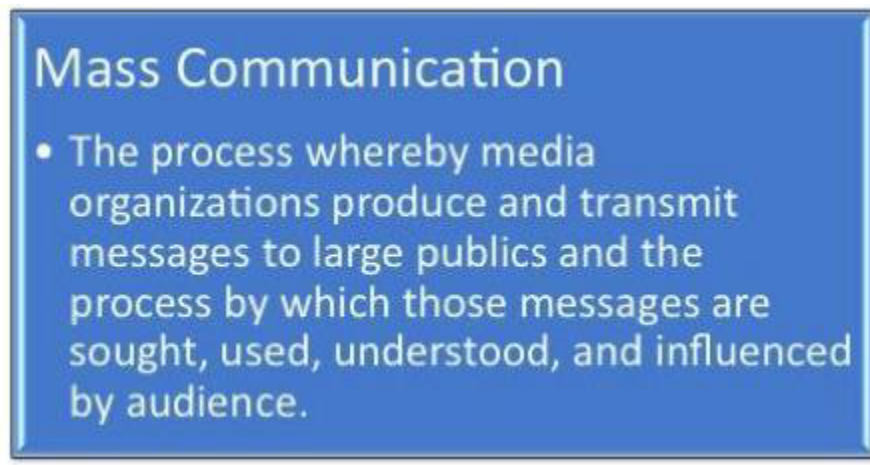 Mass Communication
• The process whereby media
organizations produce and transmit
messages to large publics and the
process by which those messages are
sought, used, understood, and influenced
by audience.